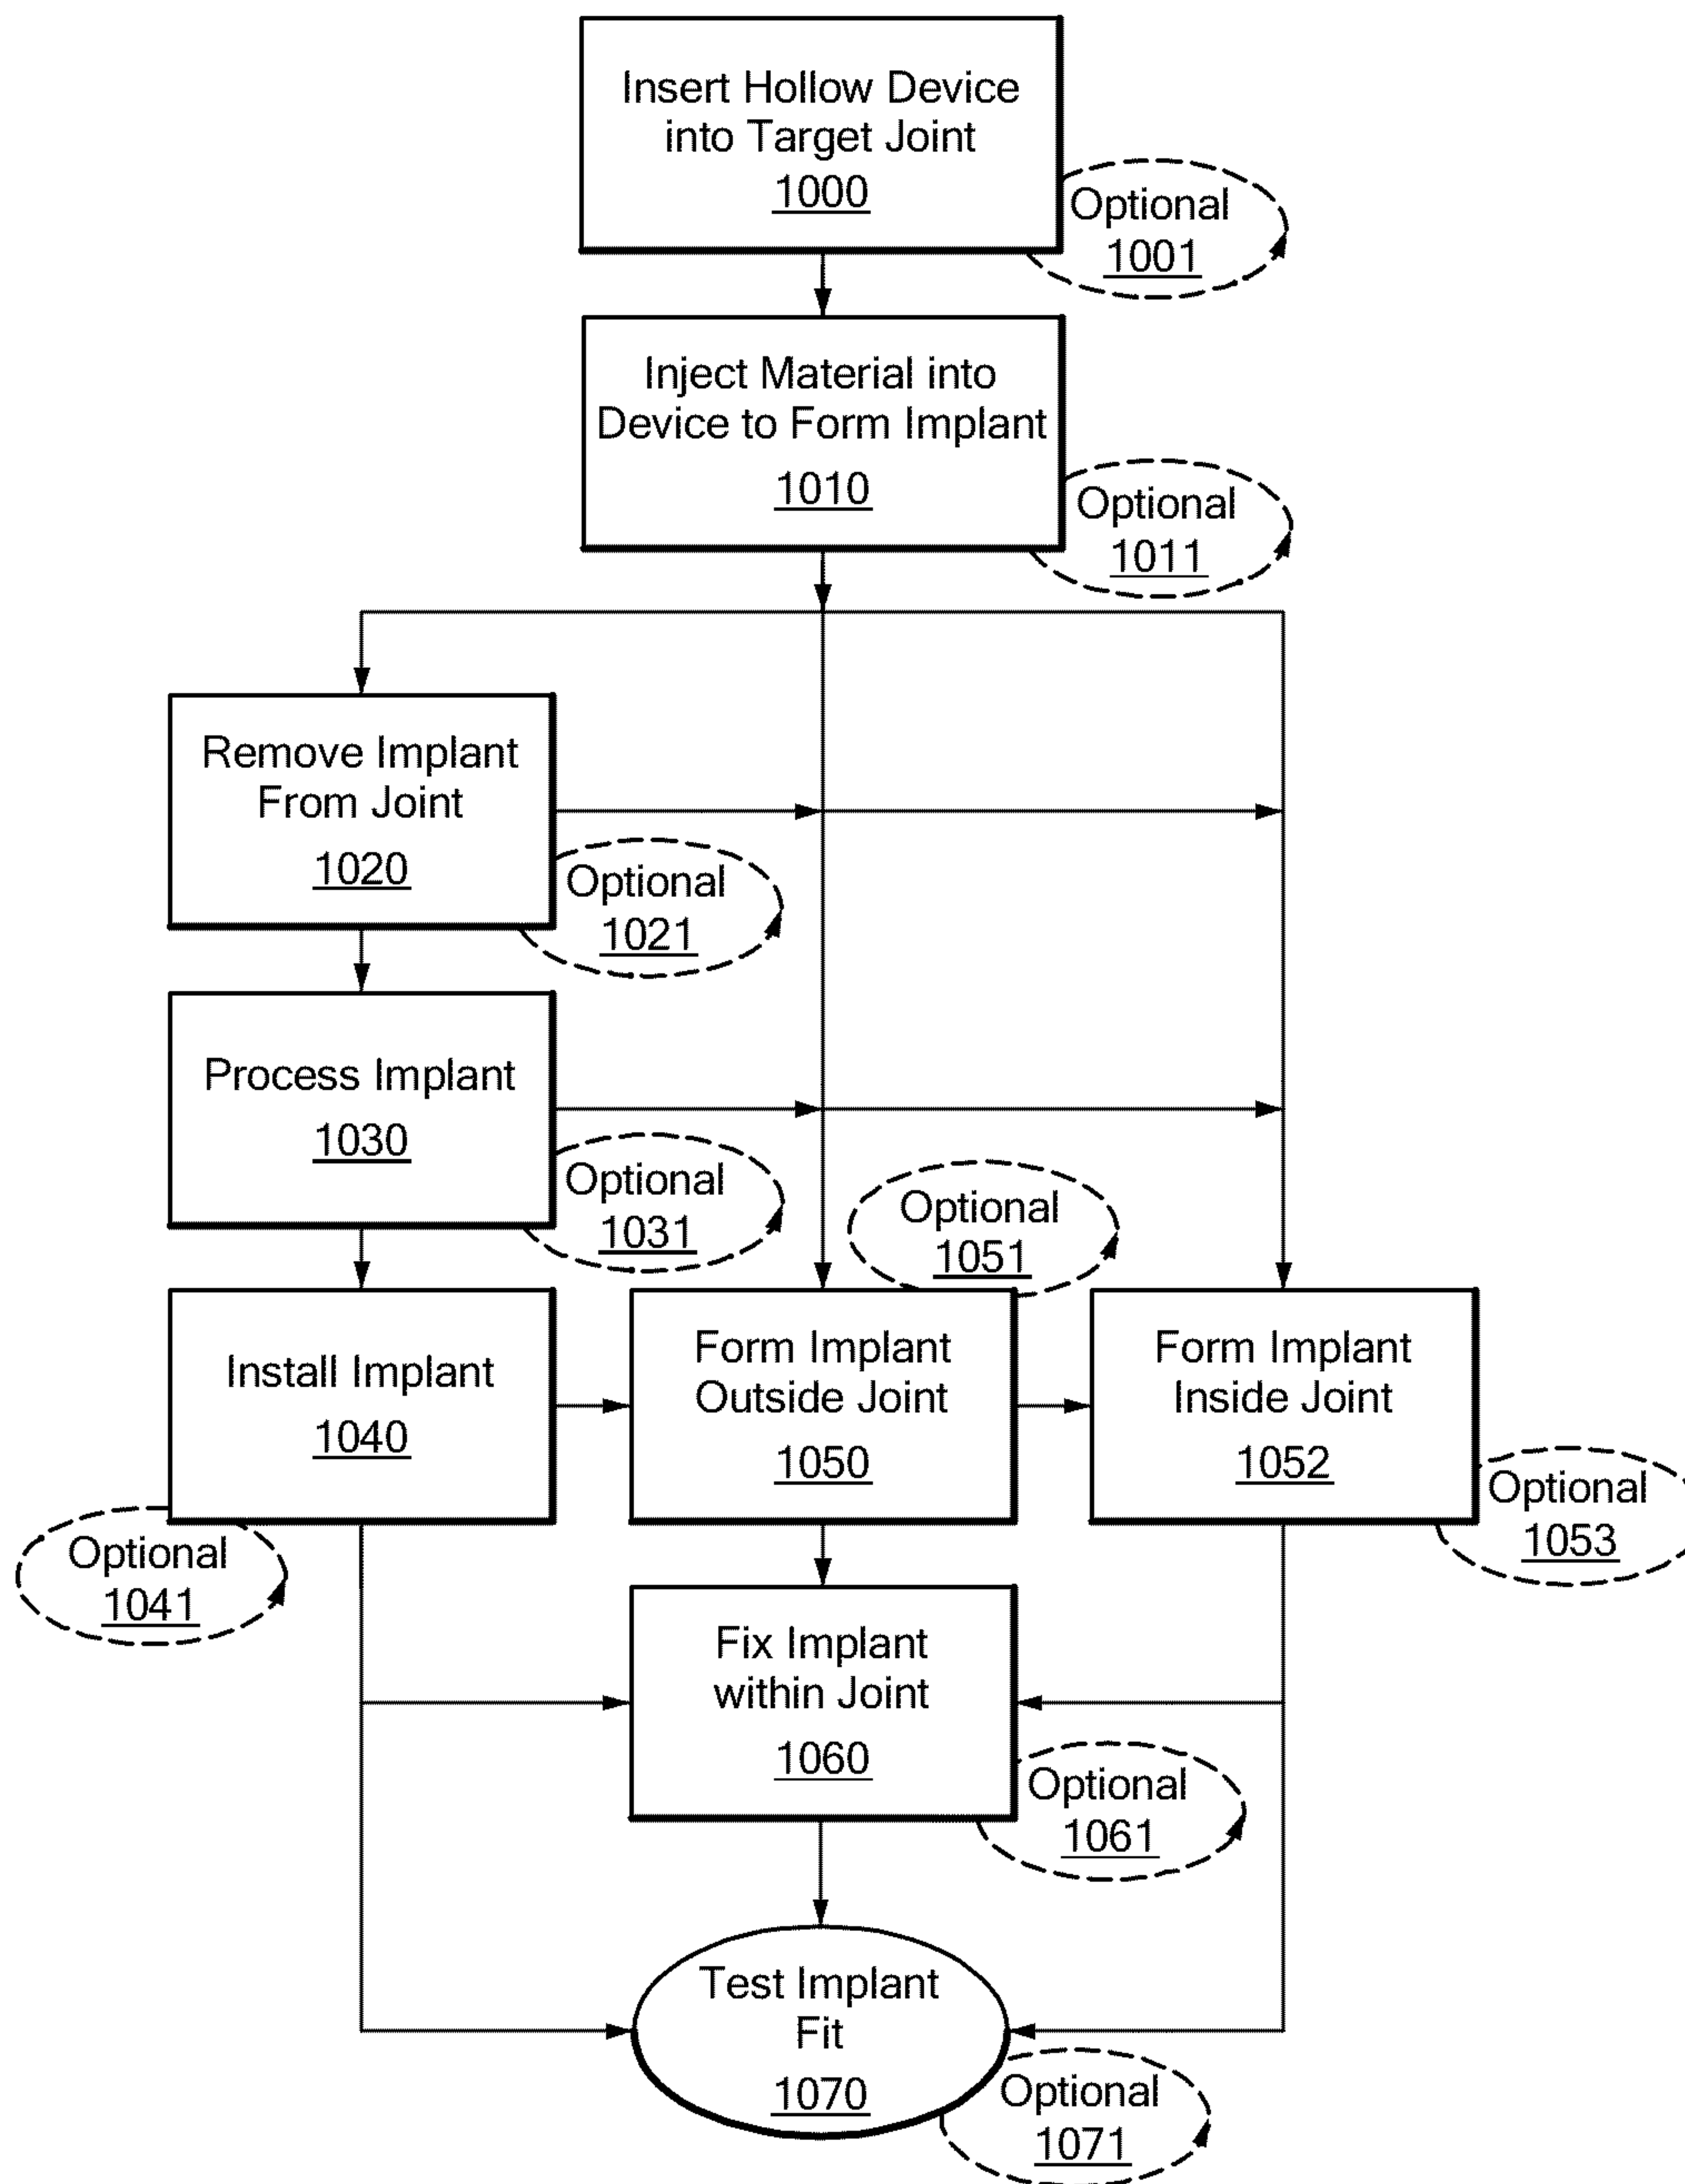 Insert Hollow Device
into Target Joint
1000
Optional
1001
Inject Material into
Device to Form Implant
1010
Optional
1011
Remove Implant
From Joint
1020
Optional
1021
Process Implant
1030
Optional
1031
Optional
1051
Install Implant
1040
Optional
1041
Form Implant
Outside Joint
1050
Form Implant
Inside Joint
1052
Optional
1053
Fix Implant
within Joint
1060
Optional
1061
Test Implant
Fit
1070
Optional
1071